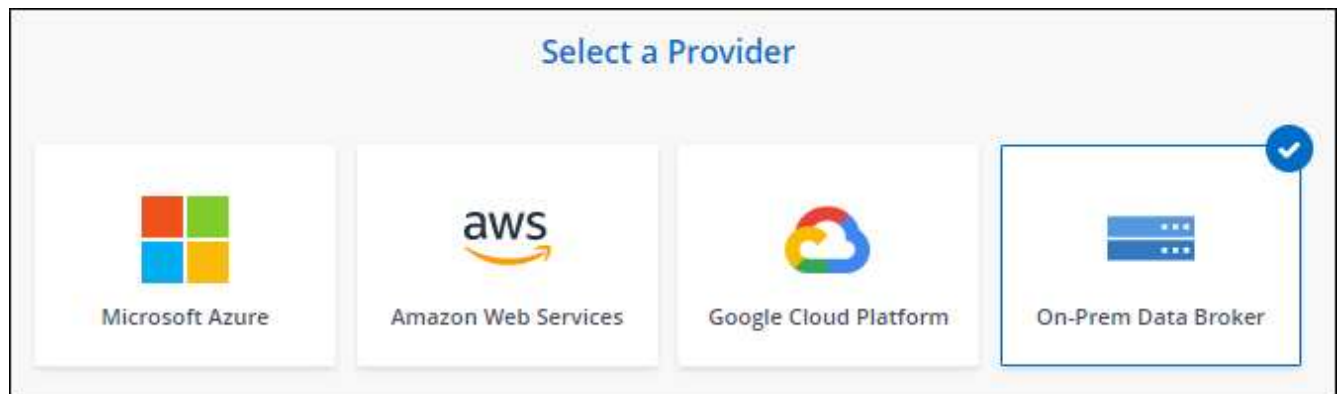 Select a Provider
aws
Microsoft Azure
Amazon Web Services
Google Cloud Platform
On-Prem Data Broker